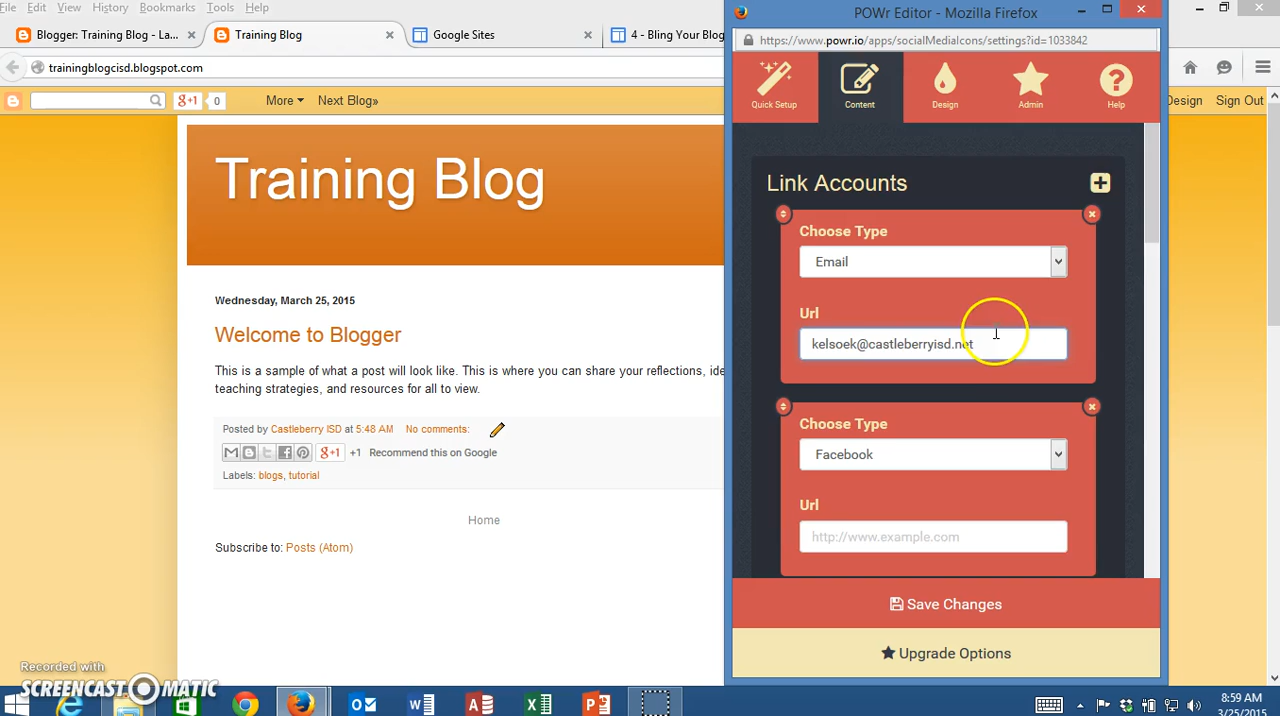 File Edit View History Bookmarks Tools Help
POWr Editor - Mozilla Firefox
Blogger: Training Blog - La...
Training Blog
Google Sites
4 - Bling Your Blog
https://www.powr.io/apps/socialMediaIcons/settings?id=1033842
trainingblogcisd.blogspot.com
g+1 0 More Next Blog» Design Sign Out
Quick Setup Content Design Admin Help
Training Blog
Link Accounts
Choose Type
Email
Url
kelsoek@castleberryisd.net
Choose Type
Facebook
Url
http://www.example.com
Save Changes
Upgrade Options
Wednesday, March 25, 2015
Welcome to Blogger
This is a sample of what a post will look like. This is where you can share your reflections,
teaching strategies, and resources for all to view.
Posted by Castleberry ISD at 5:48 AM No comments:
g+1 +1 Recommend this on Google
Labels: blogs, tutorial
Home
Subscribe to: Posts (Atom)
Recorded with
SCREENCAST-O-MATIC
8:59 AM
3/25/2015